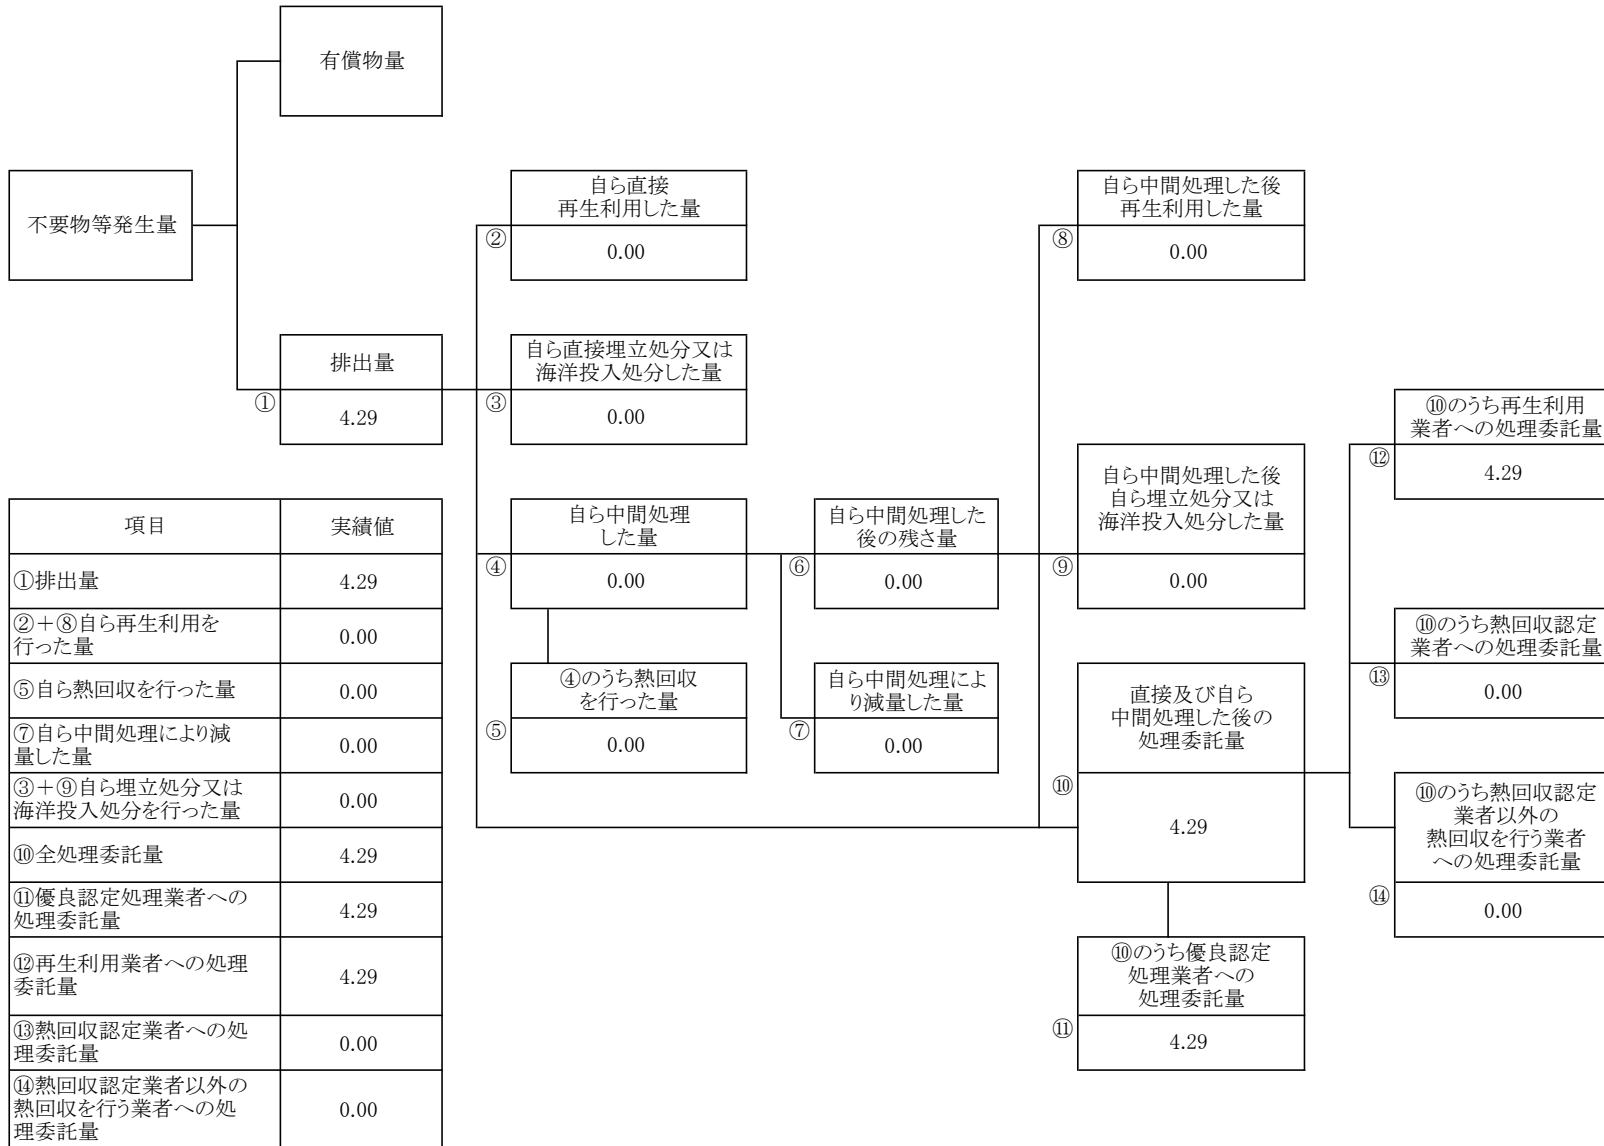 有償物量
不要物等発生量
自ら直接
再生利用した量
②
0.00
自ら中間処理した後
再生利用した量
⑧
0.00
排出量
①
4.29
自ら直接埋立処分又は
海洋投入処分した量
③
0.00
⑩のうち再生利用
業者への処理委託量
⑫
4.29
自ら中間処理
した量
④
0.00
自ら中間処理した
後の残さ量
⑥
0.00
自ら中間処理した後
自ら埋立処分又は
海洋投入処分した量
⑨
0.00
⑩のうち熱回収認定
業者への処理委託量
⑬
0.00
④のうち熱回収
を行った量
⑤
0.00
自ら中間処理によ
り減量した量
⑦
0.00
直接及び自ら
中間処理した後の
処理委託量
⑩
4.29
⑩のうち熱回収認定
業者以外の
熱回収を行う業者
への処理委託量
⑭
0.00
⑩のうち優良認定
処理業者への
処理委託量
⑪
4.29
項目 実績値
①排出量 4.29
②+⑧自ら再生利用を
行った量 0.00
⑤自ら熱回収を行った量 0.00
⑦自ら中間処理により減
量した量 0.00
③+⑨自ら埋立処分又は
海洋投入処分を行った量 0.00
⑩全処理委託量 4.29
⑪優良認定処理業者への
処理委託量 4.29
⑫再生利用業者への処理
委託量 4.29
⑬熱回収認定業者への処
理委託量 0.00
⑭熱回収認定業者以外の
熱回収を行う業者への処
理委託量 0.00